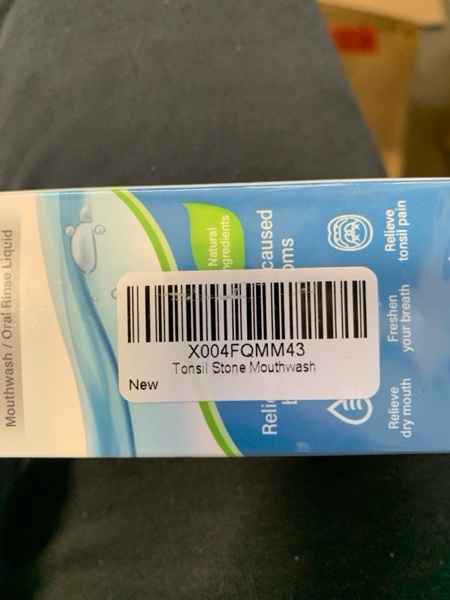 Mouthwash / Oral Rinse Liquid
Natural
caused
X004FQMM43
Tonsil Stone Mouthwash
New
Relieve
tonsil pain
Freshen
your breath
Relieve
dry mouth